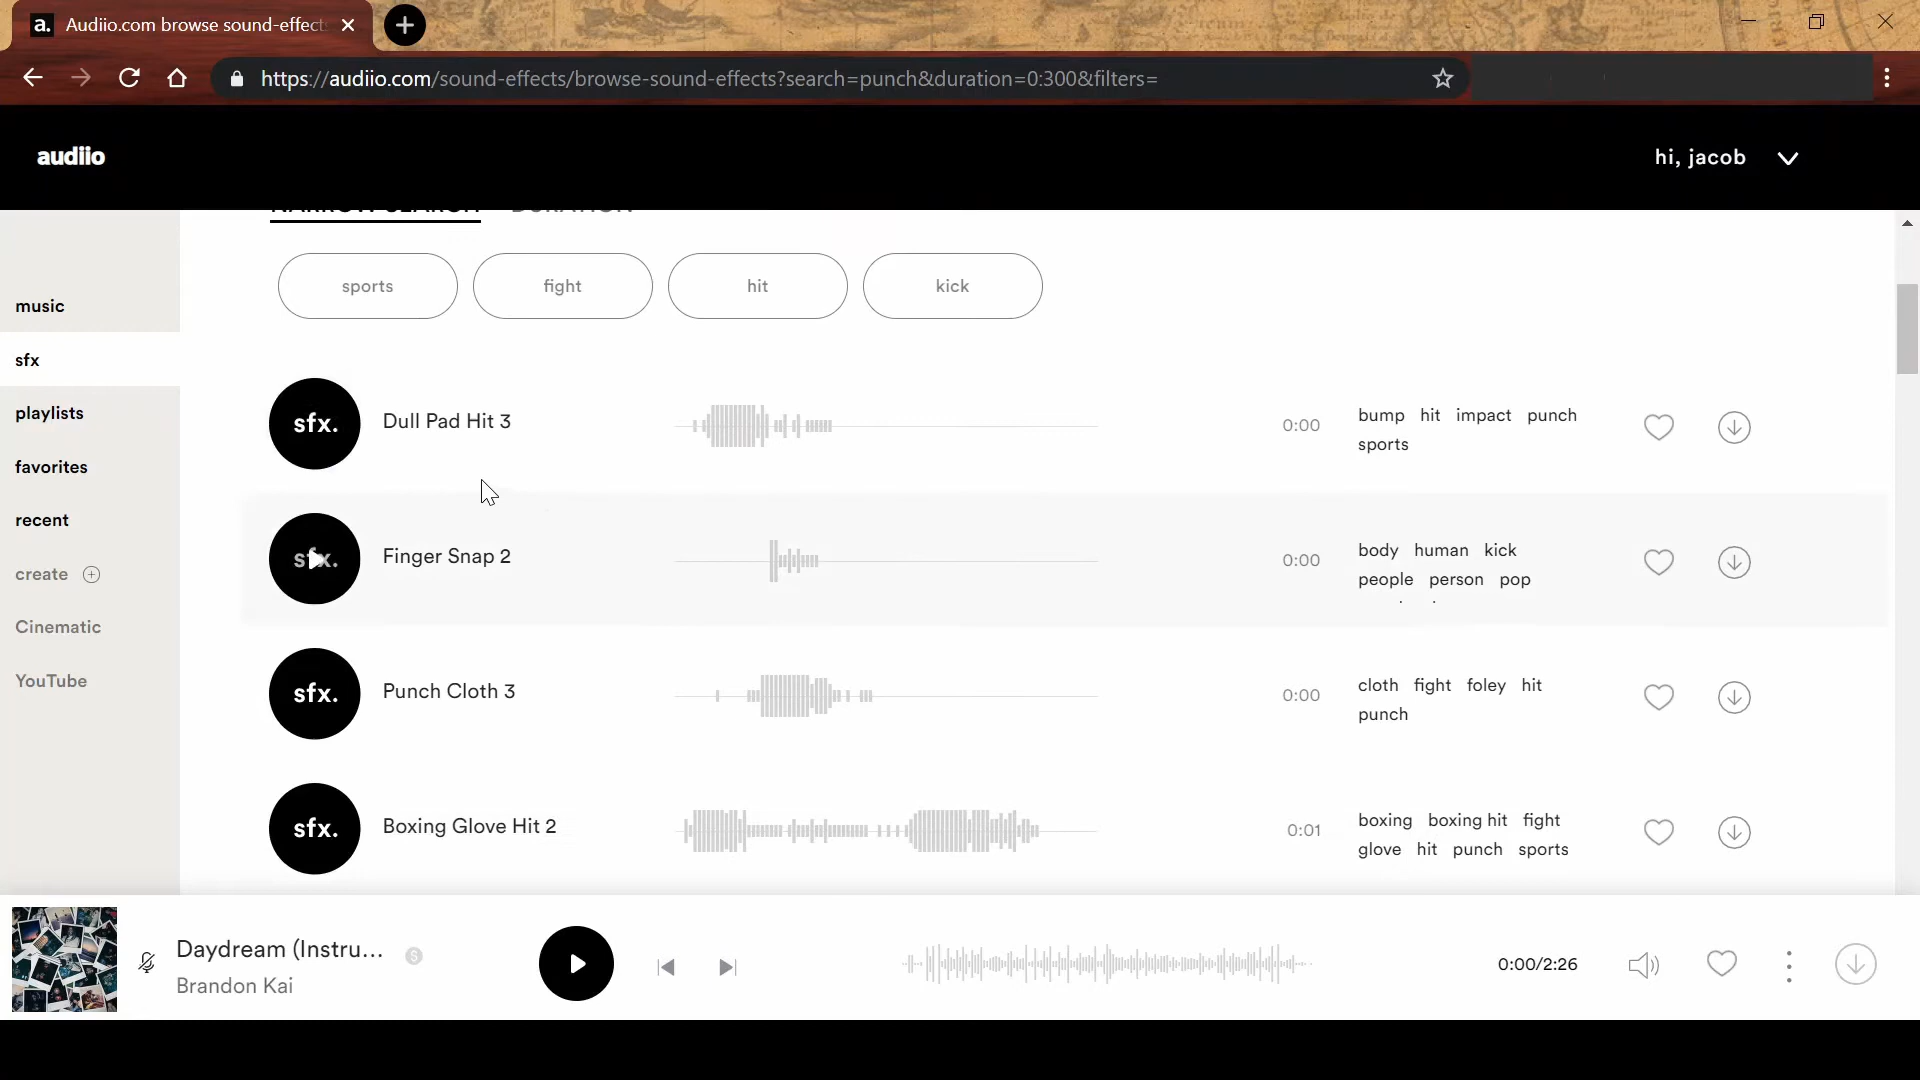 a. Audiio.com browse sound-effect
https://audiio.com/sound-effects/browse-sound-effects?search=punch&duration=0:300&filters=
audiio
hi, jacob
NARROW SEARCH DURATION
music
sfx
playlists
favorites
recent
create
Cinematic
YouTube
sports fight hit kick
sfx. Dull Pad Hit 3 0:00 bump hit impact punch
sports
sfx. Finger Snap 2 0:00 body human kick
people person pop
sfx. Punch Cloth 3 0:00 cloth fight foley hit
punch
sfx. Boxing Glove Hit 2 0:01 boxing boxing hit fight
glove hit punch sports
Daydream (Instru... $
Brandon Kai
0:00/2:26